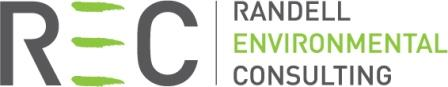 REC
RANDELL
ENVIRONMENTAL
CONSULTING